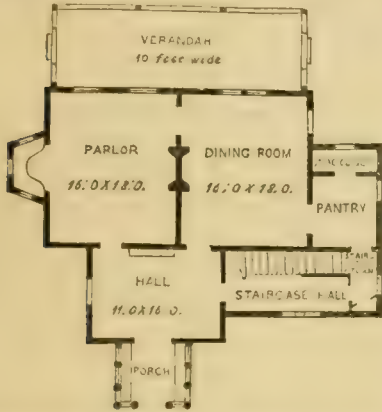 VERANDAH
10 feet wide
PARLOR
16.0 X 18.0.
DINING ROOM
16.0 X 18.0.
PANTRY
HALL
11.0 X 16.0.
STAIRCASE HALL
PORCH